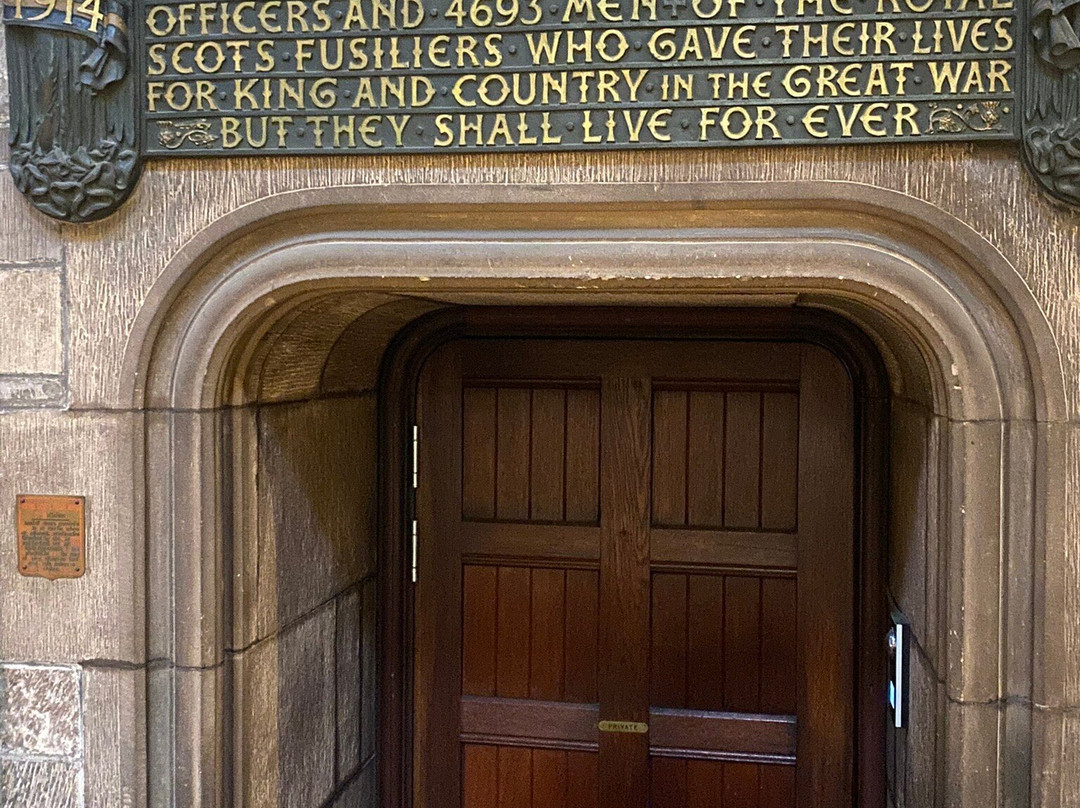 1914
OFFICERS·AND·4693·MEN OF·THE·ROYAL
SCOTS·FUSILIERS·WHO·GAVE·THEIR·LIVES
FOR·KING·AND·COUNTRY·IN·THE·GREAT·WAR
BUT·THEY·SHALL·LIVE·FOR·EVER
PRIVATE